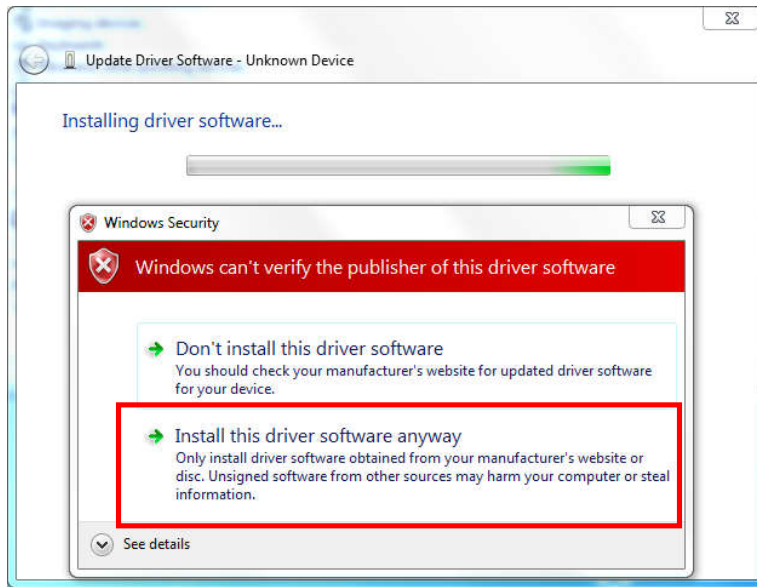 Update Driver Software - Unknown Device
Installing driver software...
Windows Security
Windows can't verify the publisher of this driver software
Don't install this driver software
You should check your manufacturer's website for updated driver software
for your device.
Install this driver software anyway
Only install driver software obtained from your manufacturer's website or
disc. Unsigned software from other sources may harm your computer or steal
information.
See details